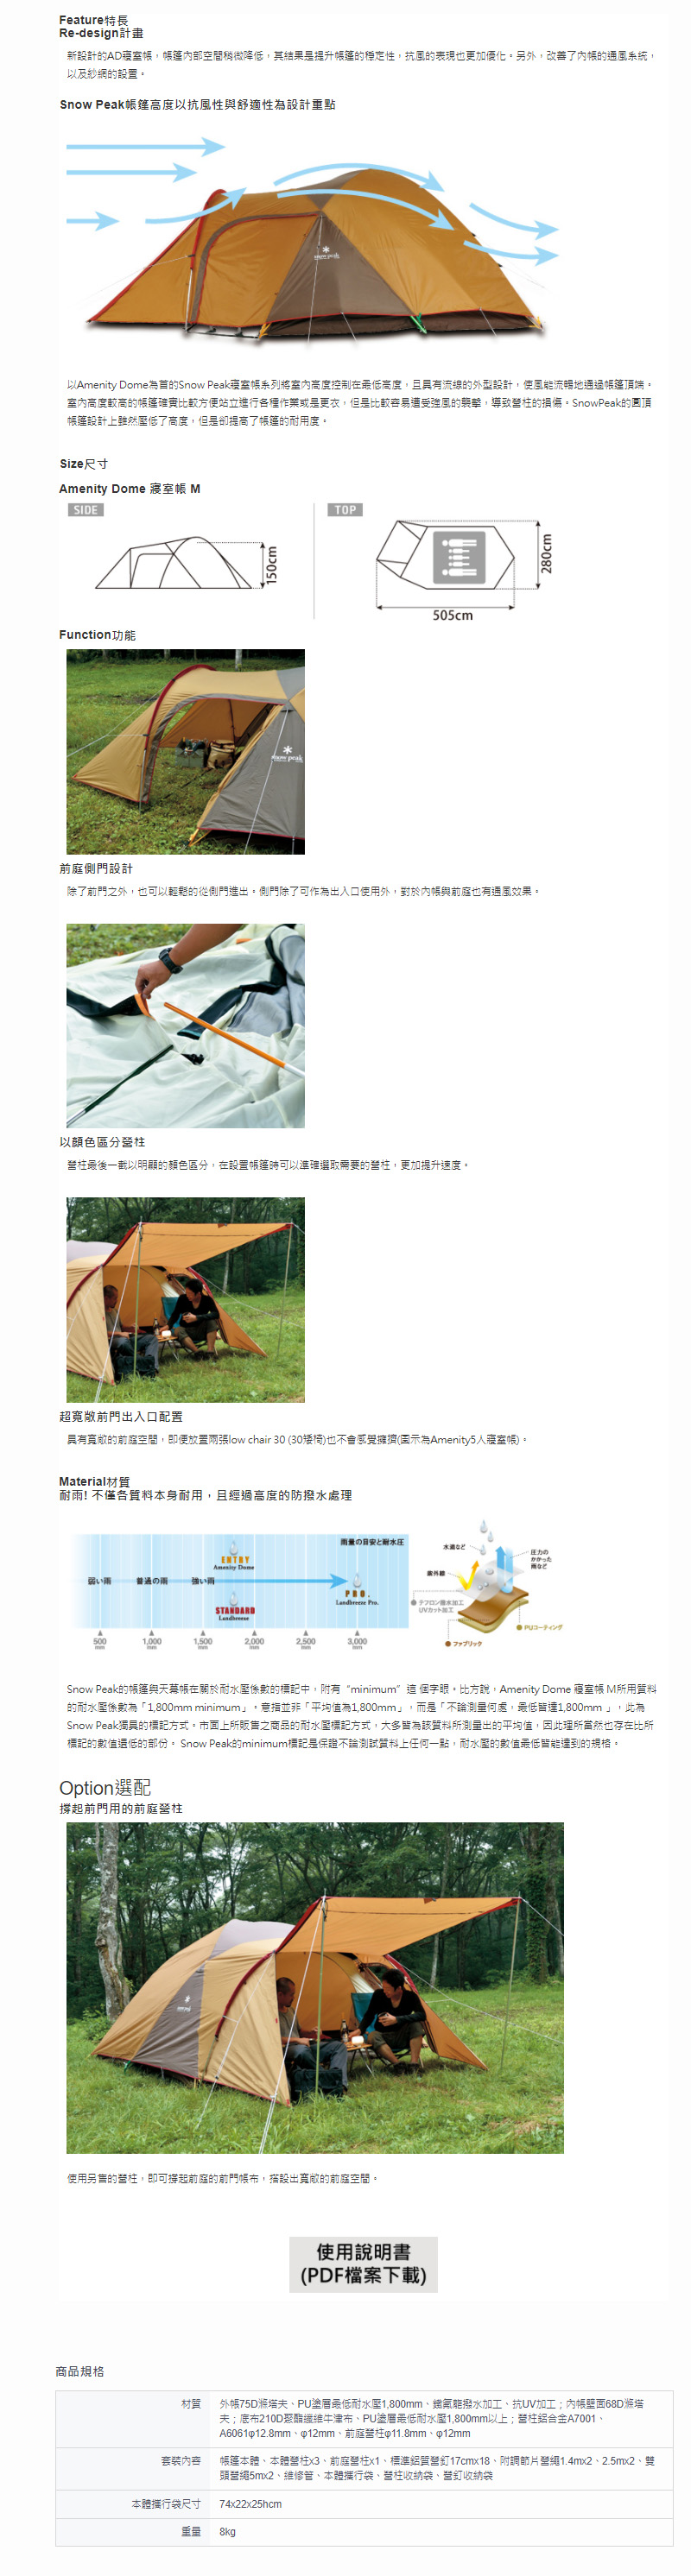 Feature特長
Re-design計畫
新設計的AD寢室帳，帳篷內部空間稍微降低，其結果是提升帳篷的穩定性，抗風的表現也更加優化。另外，改善了內帳的通風系統，
以及紗網的設置。
Snow Peak帳篷高度以抗風性與舒適性為設計重點
snow peak
以Amenity Dome為首的Snow Peak寢室帳系列將室內高度控制在最低高度，且具有流線的外型設計，使風能流暢地通過帳篷頂端。
室內高度較高的帳篷確實比較方便站立進行各種作業或是更衣，但是比較容易遭受強風的襲擊，導致營柱的損傷。SnowPeak的圓頂
帳篷設計上雖然壓低了高度，但是卻提高了帳篷的耐用度。
Size尺寸
Amenity Dome 寢室帳 M
SIDE
TOP
150cm
280cm
505cm
Function功能
snow peak
前庭側門設計
除了前門之外，也可以輕鬆的從側門進出。側門除了可作為出入口使用外，對於內帳與前庭也有通風效果。
以顏色區分營柱
營柱最後一截以明顯的顏色區分，在設置帳篷時可以準確選取需要的營柱，更加提升速度。
超寬敞前門出入口配置
具有寬敞的前庭空間，即便放置兩張low chair 30 (30矮椅)也不會感覺擁擠(圖示為Amenity5人寢室帳)。
Material材質
耐雨! 不僅各質料本身耐用，且經過高度的防撥水處理
雨量の目安と耐水圧
ENTRY
Amenity Dome
弱い雨
普通の雨
強い雨
PRO.
Landbreeze Pro.
STANDARD
Landbreeze
500 mm
1,000 mm
1,500 mm
2,000 mm
2,500 mm
3,000 mm
水滴など
圧力の
かかった
雨など
紫外線
テフロン撥水加工
UVカット加工
PUコーティング
ファブリック
Snow Peak的帳篷與天幕帳在關於耐水壓係數的標記中，附有“minimum”這 個字眼。比方說，Amenity Dome 寢室帳 M所用質料
的耐水壓係數為「1,800mm minimum」。意指並非「平均值為1,800mm」，而是「不論測量何處，最低皆達1,800mm 」，此為
Snow Peak獨具的標記方式。市面上所販售之商品的耐水壓標記方式，大多皆為該質料所測量出的平均值，因此理所當然也存在比所
標記的數值還低的部份。 Snow Peak的minimum標記是保證不論測試質料上任何一點，耐水壓的數值最低皆能達到的規格。
Option選配
撐起前門用的前庭營柱
使用另售的營柱，即可撐起前庭的前門帳布，搭設出寬敞的前庭空間。
使用說明書
(PDF檔案下載)
商品規格
材質
外帳75D滌塔夫、PU塗層最低耐水壓1,800mm、鐵氟龍撥水加工、抗UV加工；內帳壁面68D滌塔
夫；底布210D聚酯纖維牛津布、PU塗層最低耐水壓1,800mm以上；營柱鋁合金A7001、
A6061φ12.8mm、φ12mm、前庭營柱φ11.8mm、φ12mm
套裝內容
帳篷本體、本體營柱x3、前庭營柱x1、標準鋁質營釘17cmx18、附調節片營繩1.4mx2、2.5mx2、雙
頭營繩5mx2、維修管、本體攜行袋、營柱收納袋、營釘收納袋
本體攜行袋尺寸
74x22x25hcm
重量
8kg